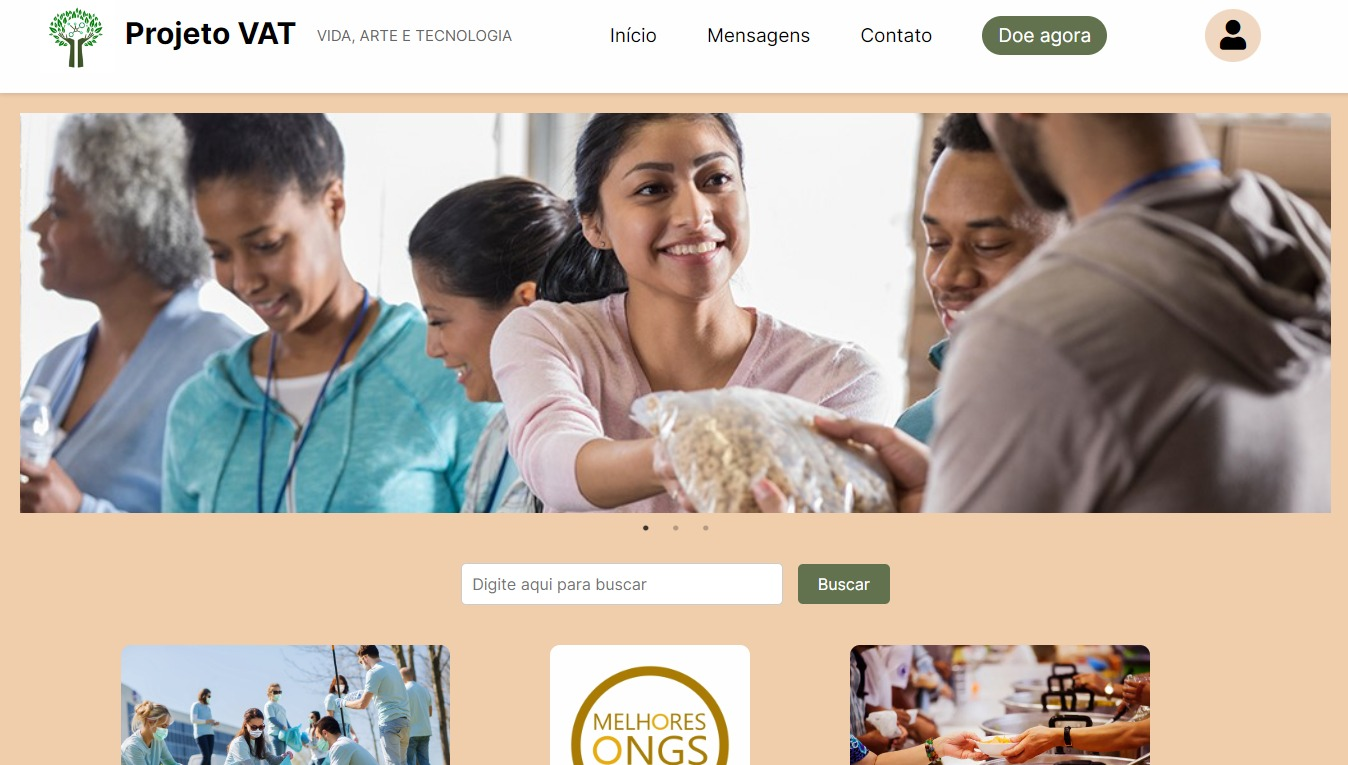 Projeto VAT
VIDA, ARTE E TECNOLOGIA
Início
Mensagens
Contato
Doe agora
Digite aqui para buscar
Buscar
MELHORES
ONGS